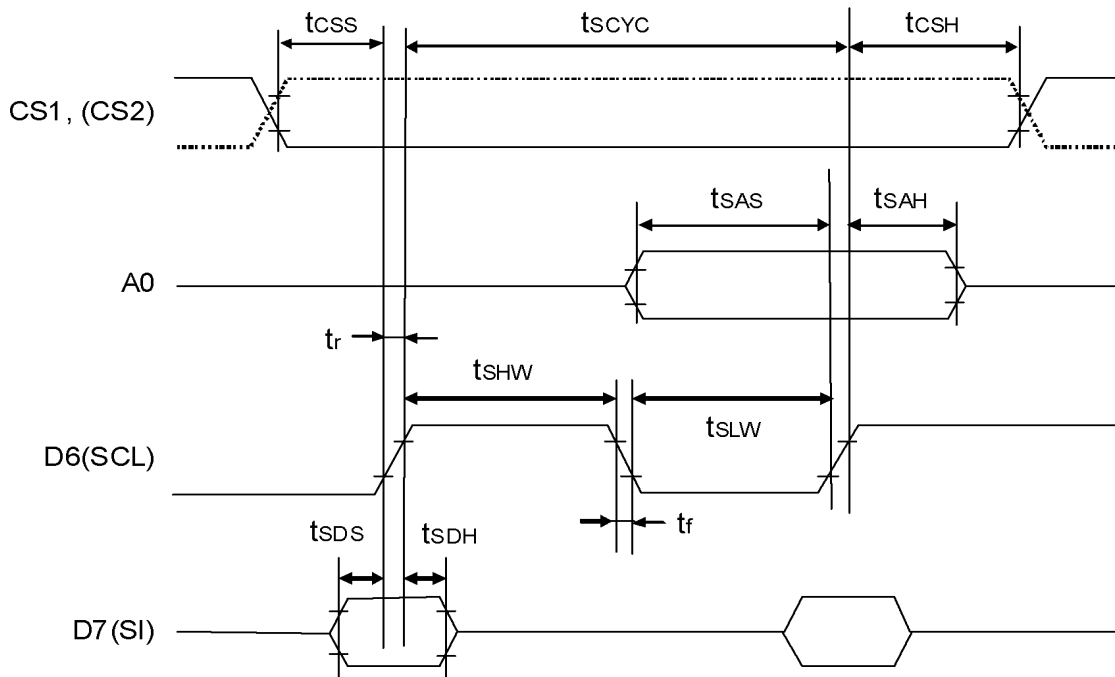 tCSS tSCYC tCSH
CS1, (CS2)
tSAS tSAH
A0
tr
tSHW
tSLW
D6(SCL)
tf
tSDS tSDH
D7(SI)